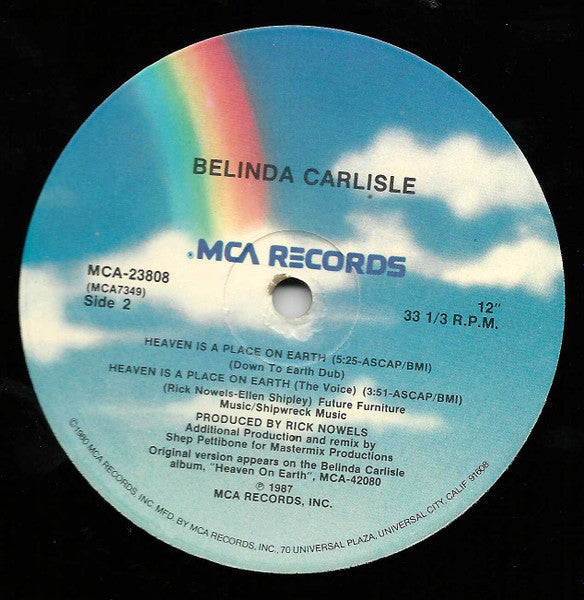 BELINDA CARLISLE
MCA RECORDS
MCA-23808
(MCA7349)
Side 2
12"
33 1/3 R.P.M.
HEAVEN IS A PLACE ON EARTH (5:25-ASCAP/BMI)
(Down To Earth Dub)
HEAVEN IS A PLACE ON EARTH (The Voice) (3:51-ASCAP/BMI)
(Rick Nowels-Ellen Shipley) Future Furniture
Music/Shipwreck Music
PRODUCED BY RICK NOWELS
Additional Production and remix by
Shep Pettibone for Mastermix Productions
Original version appears on the Belinda Carlisle
album, "Heaven On Earth", MCA-42080
℗ 1987
MCA RECORDS, INC.
©1980 MCA RECORDS, INC. MFD. BY MCA RECORDS, INC., 70 UNIVERSAL PLAZA, UNIVERSAL CITY, CALIF. 91608